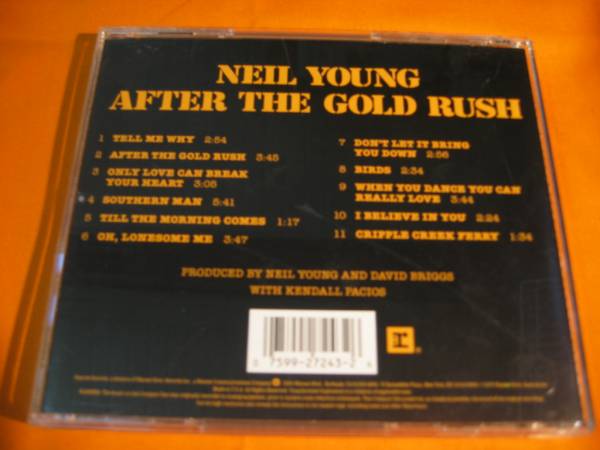 NEIL YOUNG
AFTER THE GOLD RUSH
1 TELL ME WHY 2:54
2 AFTER THE GOLD RUSH 3:45
3 ONLY LOVE CAN BREAK
YOUR HEART 3:05
4 SOUTHERN MAN 5:41
5 TILL THE MORNING COMES 1:17
6 OH, LONESOME ME 3:47
7 DON'T LET IT BRING
YOU DOWN 2:56
8 BIRDS 2:34
9 WHEN YOU DANCE YOU CAN
REALLY LOVE 3:44
10 I BELIEVE IN YOU 2:24
11 CRIPPLE CREEK FERRY 1:34
PRODUCED BY NEIL YOUNG AND DAVID BRIGGS
WITH KENDALL PACIOS
0 7599-27243-2
r